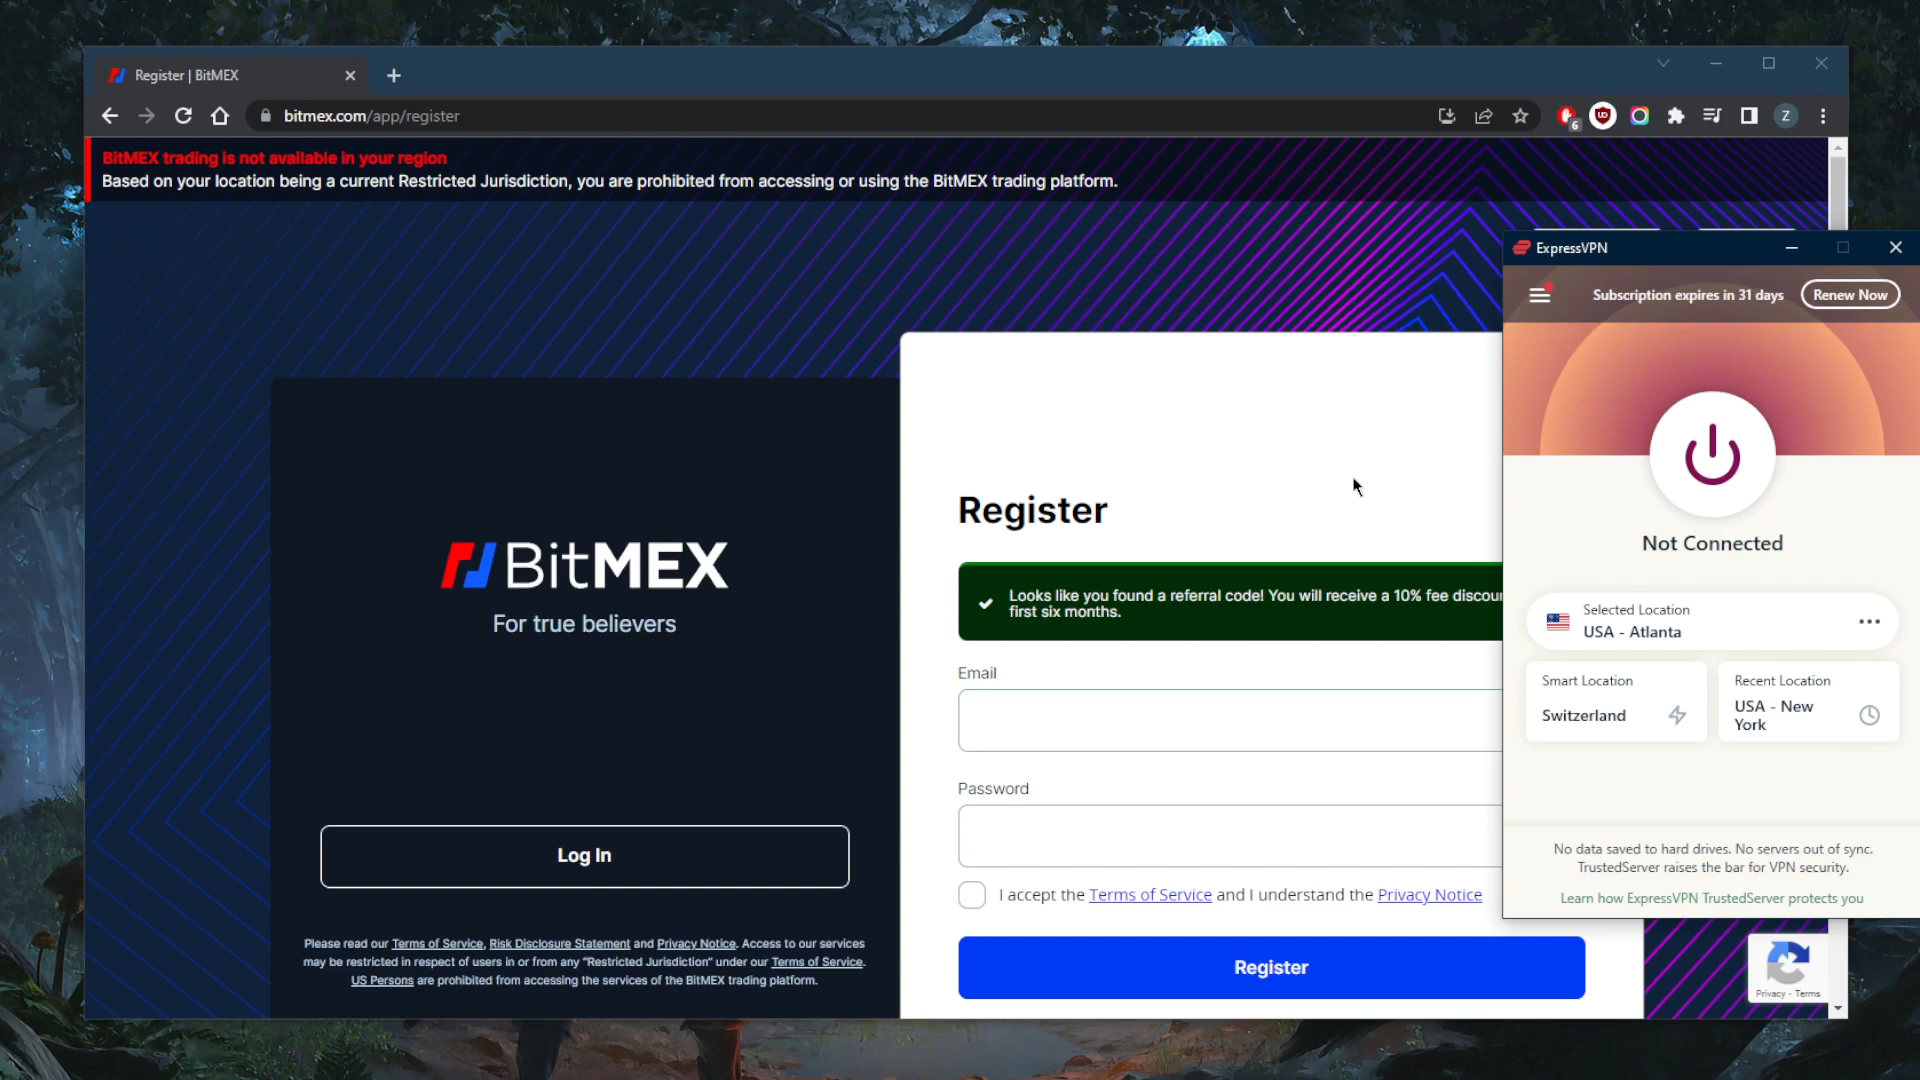 Register | BitMEX
bitmex.com/app/register
6
Z
BitMEX trading is not available in your region
Based on your location being a current Restricted Jurisdiction, you are prohibited from accessing or using the BitMEX trading platform.
BitMEX
For true believers
Log In
Please read our Terms of Service, Risk Disclosure Statement and Privacy Notice. Access to our services
may be restricted in respect of users in or from any "Restricted Jurisdiction" under our Terms of Service.
US Persons are prohibited from accessing the services of the BitMEX trading platform.
Register
Looks like you found a referral code! You will receive a 10% fee
first six months.
Email
Password
I accept the Terms of Service and I understand the Privacy Notice
Register
ExpressVPN
Subscription expires in 31 days
Renew Now
Not Connected
Selected Location
USA - Atlanta
Smart Location
Switzerland
Recent Location
USA - New
York
No data saved to hard drives. No servers out of sync.
TrustedServer raises the bar for VPN security.
Learn how ExpressVPN TrustedServer protects you
Privacy - Terms